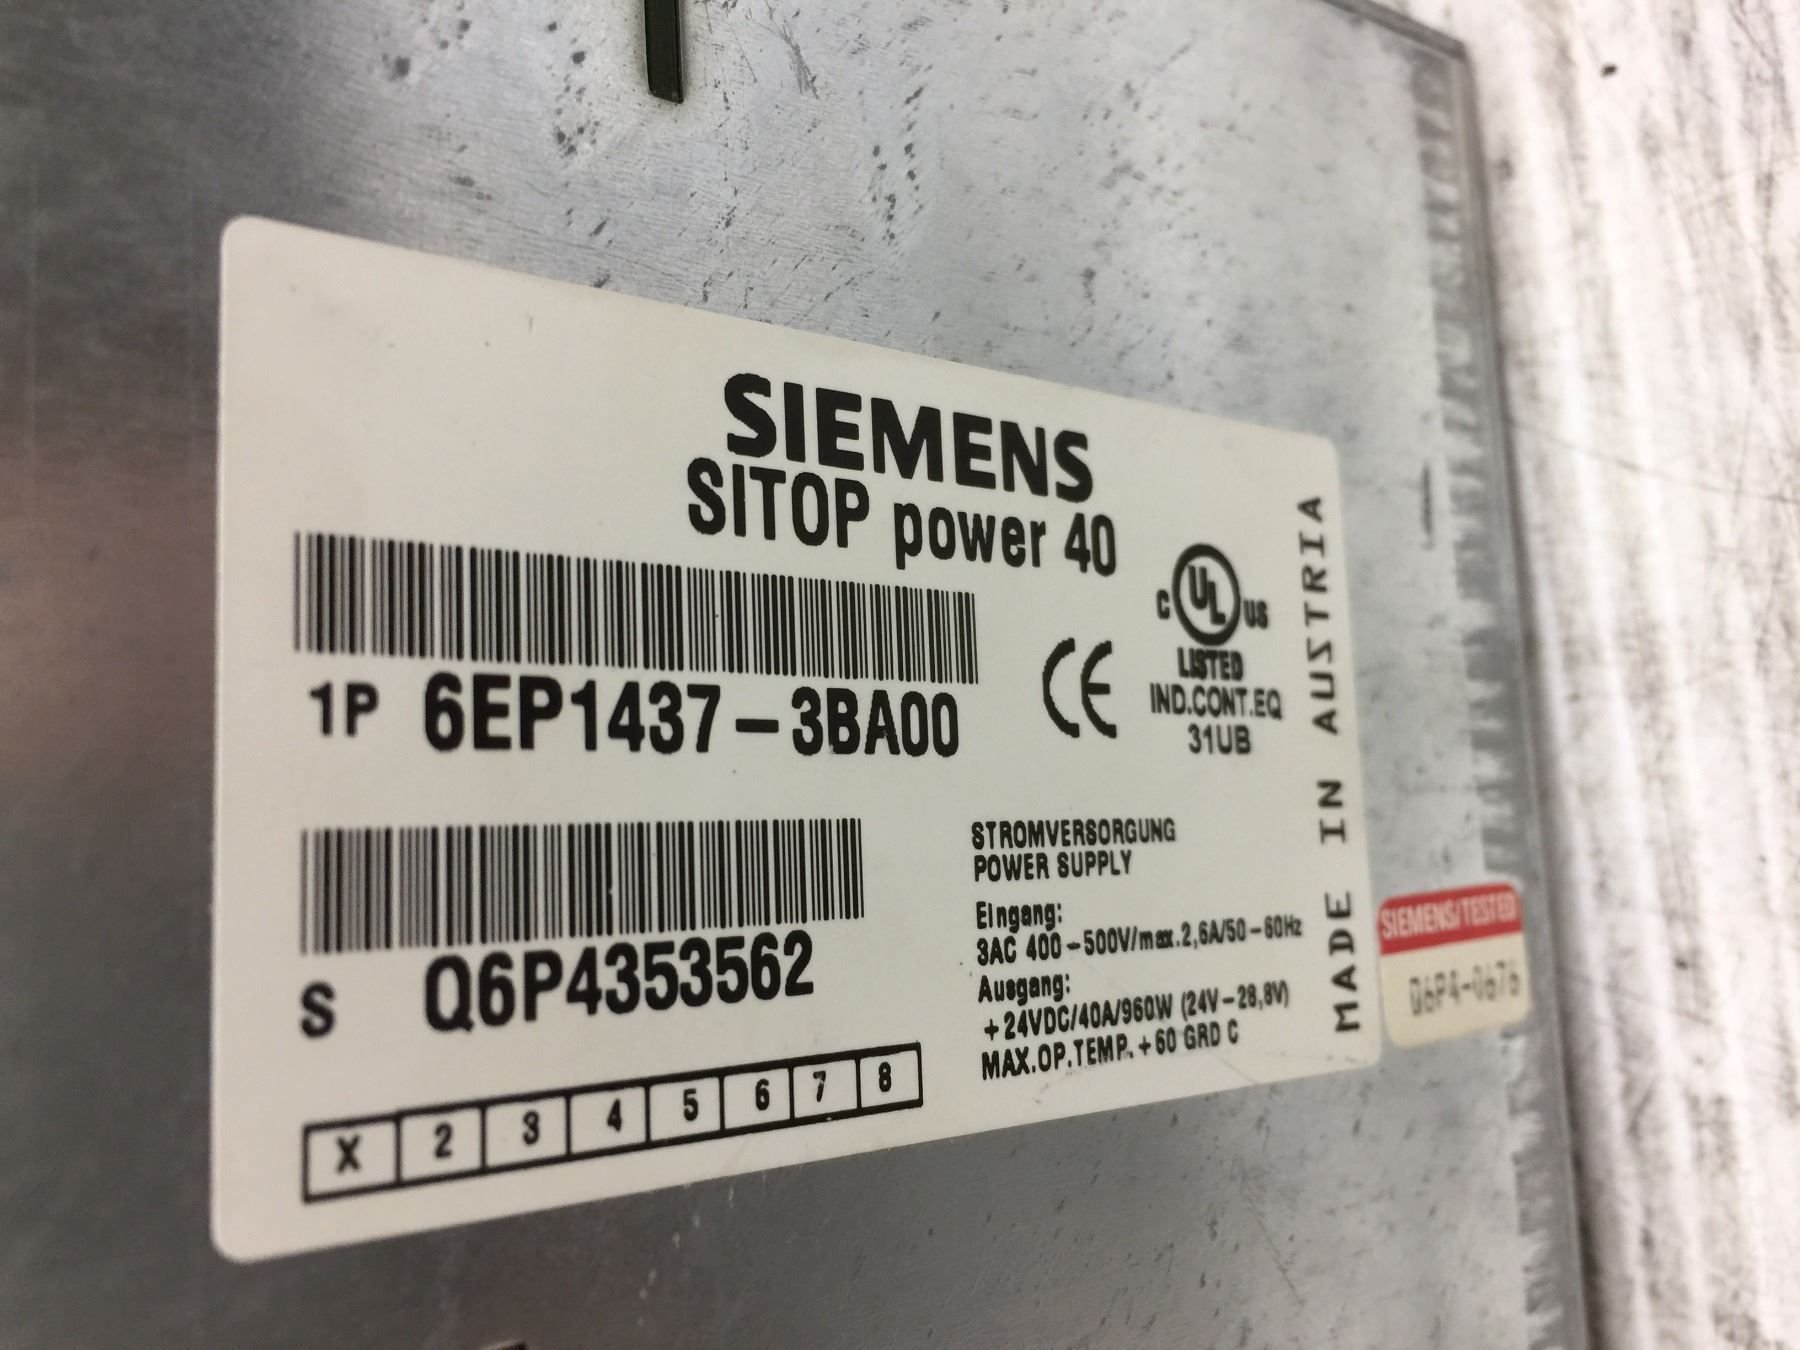 SIEMENS
SITOP power 40
1P 6EP1437-3BA00
CE
C UL US
LISTED
IND.CONT.EQ
31UB
MADE IN AUSTRIA
S Q6P4353562
STROMVERSORGUNG
POWER SUPPLY
Eingang:
3AC 400-500V/max.2,6A/50-60Hz
Ausgang:
+24VDC/40A/960W (24V-28,8V)
MAX.OP.TEMP.+60 GRD C
X 2 3 4 5 6 7 8
SIEMENS/TESTED
Q6P4-0676